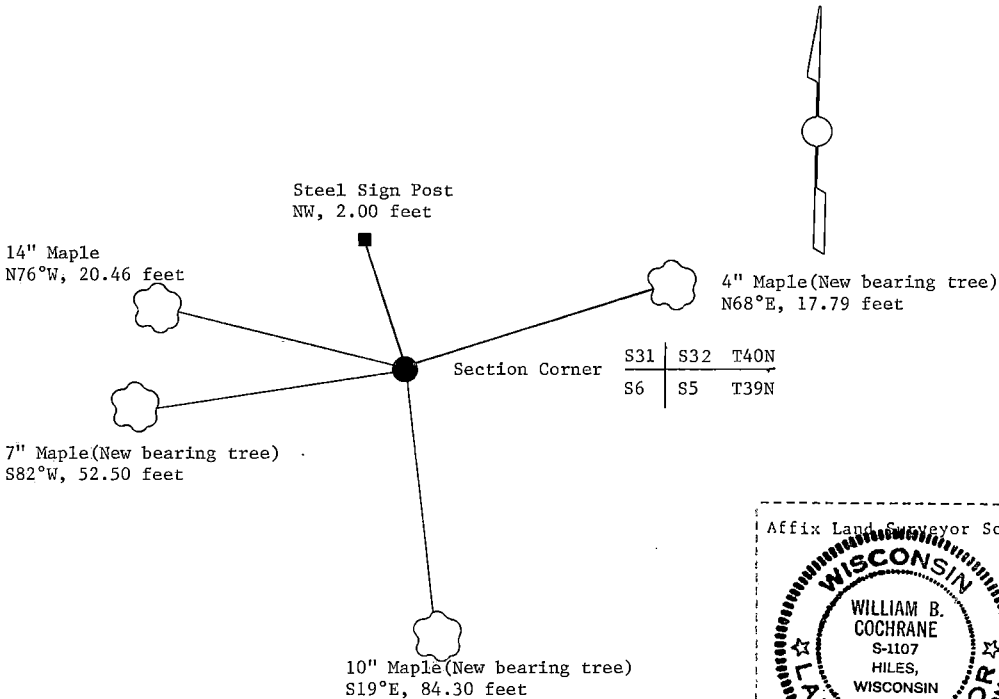 Steel Sign Post
NW, 2.00 feet
14" Maple
N76°W, 20.46 feet
4" Maple(New bearing tree)
N68°E, 17.79 feet
Section Corner
S31 S32 T40N
S6 S5 T39N
7" Maple(New bearing tree)
S82°W, 52.50 feet
10" Maple(New bearing tree)
S19°E, 84.30 feet
Affix Land Surveyor
WISCONSIN
WILLIAM B.
COCHRANE
S-1107
HILES,
WISCONSIN